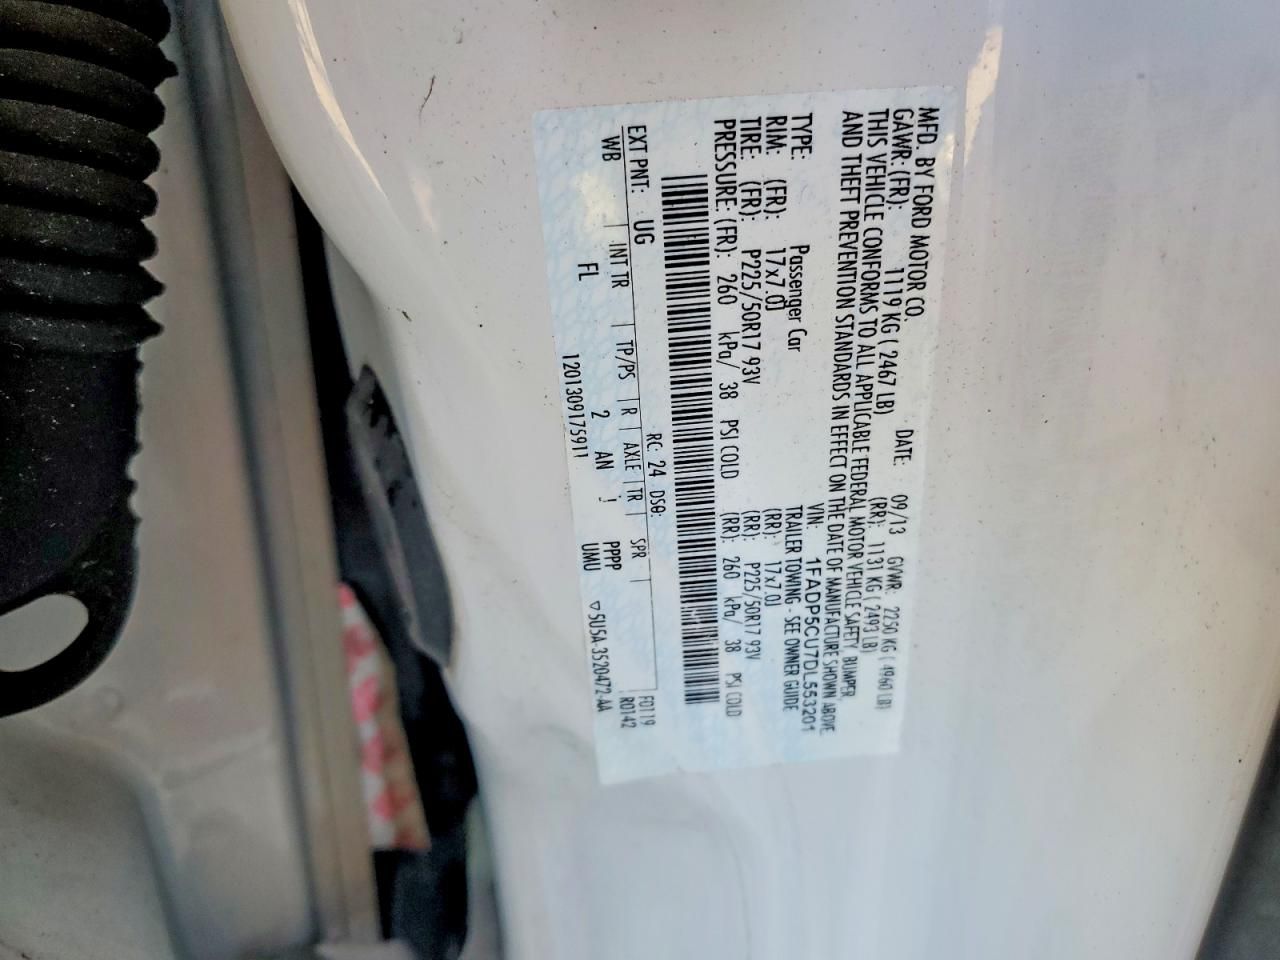 MFD. BY FORD MOTOR CO. DATE: 09/13 GVWR: 2250 KG ( 4960 LB)
GAWR: (FR): 1119 KG ( 2467 LB) (RR): 1131 KG ( 2493 LB)
THIS VEHICLE CONFORMS TO ALL APPLICABLE FEDERAL MOTOR VEHICLE SAFETY, BUMPER,
AND THEFT PREVENTION STANDARDS IN EFFECT ON THE DATE OF MANUFACTURE SHOWN ABOVE
VIN: 1FADP5CU7DL553201
TYPE: Passenger Car TRAILER TOWING - SEE OWNER GUIDE
RIM: (FR): 17x7.0J (RR): 17x7.0J
TIRE: (FR): P225/50R17 93V (RR): P225/50R17 93V
PRESSURE: (FR): 260 kPa/ 38 PSI COLD (RR): 260 kPa/ 38 PSI COLD
RC: 24 DSO: F0119
EXT PNT: UG R0142
WB | INT TR | TP/PS | R | AXLE | TR | SPR |
FL 2 AN J PPPP
UMU ▽5U5A-3520472-AA
1201309175911